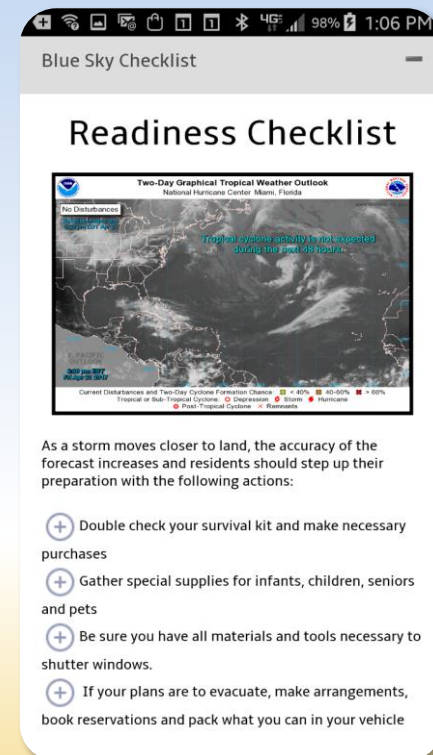 4G 98% 1:06 PM
Blue Sky Checklist
Readiness Checklist
Two-Day Graphical Tropical Weather Outlook
National Hurricane Center Miami, Florida
No Disturbances
Tropical cyclone activity is not expected
during the next 48 hours.
E PACIFIC
OUTLOOK
Current Disturbances and Two-Day Cyclone Formation Chance: < 40% 40-60% > 60%
Tropical or Sub-Tropical Cyclone: Depression Storm Hurricane
Post-Tropical Cyclone Remnants
As a storm moves closer to land, the accuracy of the
forecast increases and residents should step up their
preparation with the following actions:
Double check your survival kit and make necessary
purchases
Gather special supplies for infants, children, seniors
and pets
Be sure you have all materials and tools necessary to
shutter windows.
If your plans are to evacuate, make arrangements,
book reservations and pack what you can in your vehicle